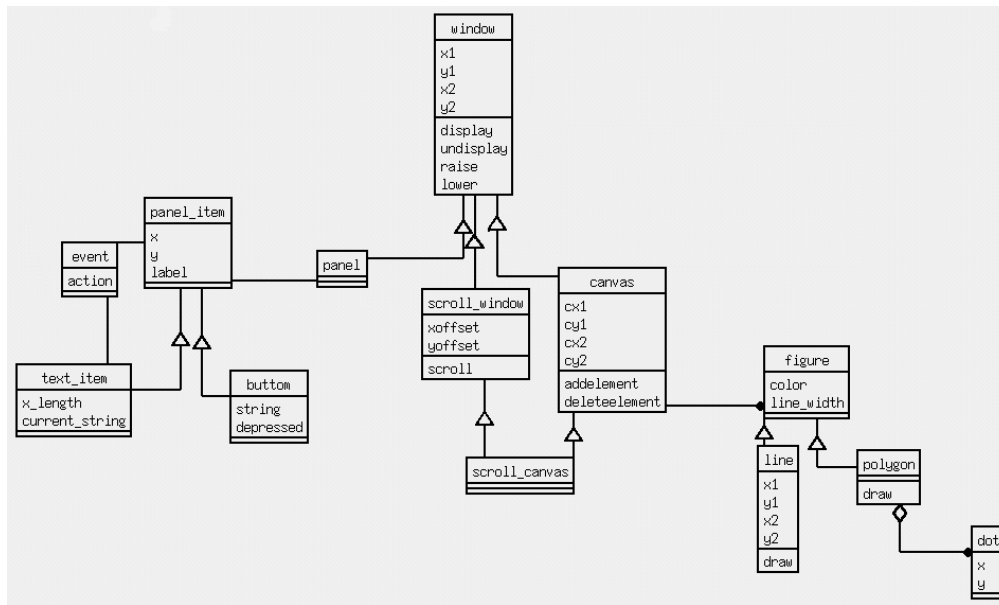 window
x1
y1
x2
y2
display
undisplay
raise
lower
panel_item
x
y
label
event
action
panel
text_item
x_length
current_string
buttom
string
depressed
scroll_window
xoffset
yoffset
scroll
canvas
cx1
cy1
cx2
cy2
addelement
deleteelement
scroll_canvas
figure
color
line_width
line
x1
y1
x2
y2
draw
polygon
draw
dot
x
y